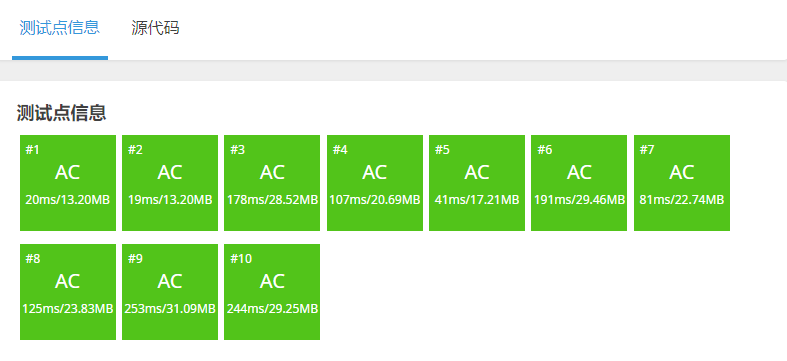 测试点信息 源代码
测试点信息
#1 #2 #3 #4 #5 #6 #7
AC AC AC AC AC AC AC
20ms/13.20MB 19ms/13.20MB 178ms/28.52MB 107ms/20.69MB 41ms/17.21MB 191ms/29.46MB 81ms/22.74MB
#8 #9 #10
AC AC AC
125ms/23.83MB 253ms/31.09MB 244ms/29.25MB